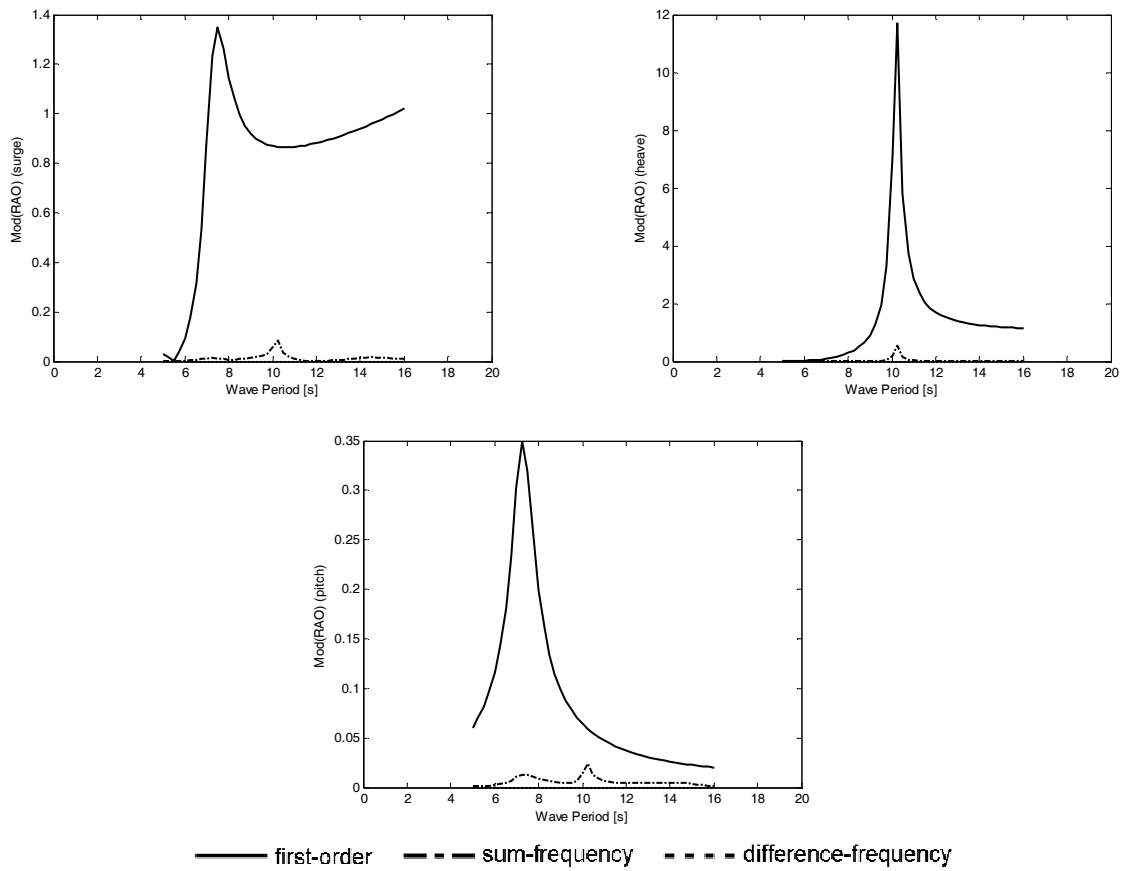 1.4
1.2
1
0.8
0.6
0.4
0.2
0
Mod(RAO) (surge)
0 2 4 6 8 10 12 14 16 18 20
Wave Period [s]
12
10
8
6
4
2
0
Mod(RAO) (heave)
0 2 4 6 8 10 12 14 16 18 20
Wave Period [s]
0.35
0.3
0.25
0.2
0.15
0.1
0.05
0
Mod(RAO) (pitch)
0 2 4 6 8 10 12 14 16 18 20
Wave Period [s]
first-order sum-frequency difference-frequency